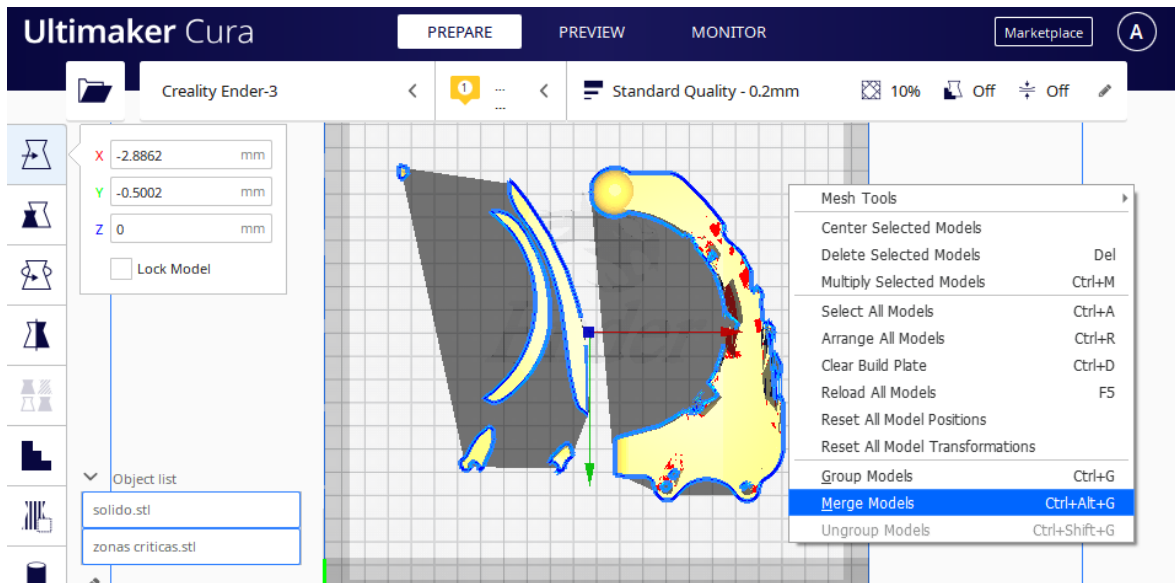 Ultimaker Cura
PREPARE
PREVIEW
MONITOR
Marketplace
A
Creality Ender-3
1
...
...
Standard Quality - 0.2mm
10%
Off
Off
X -2.8862 mm
Y -0.5002 mm
Z 0 mm
Lock Model
Object list
solido.stl
zonas criticas.stl
Mesh Tools
Center Selected Models
Delete Selected Models Del
Multiply Selected Models Ctrl+M
Select All Models Ctrl+A
Arrange All Models Ctrl+R
Clear Build Plate Ctrl+D
Reload All Models F5
Reset All Model Positions
Reset All Model Transformations
Group Models Ctrl+G
Merge Models Ctrl+Alt+G
Ungroup Models Ctrl+Shift+G